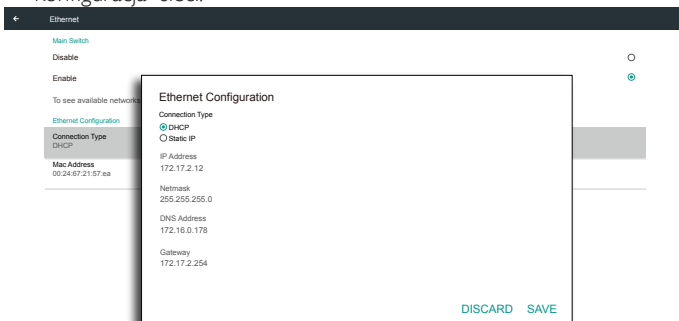 Ethernet
Main Switch
Disable
Enable
To see available networks
Ethernet Configuration
Connection Type
DHCP
Mac Address
00:24:67:21:57:ea
Ethernet Configuration
Connection Type
DHCP
Static IP
IP Address
172.17.2.12
Netmask
255.255.255.0
DNS Address
172.16.0.178
Gateway
172.17.2.254
DISCARD SAVE